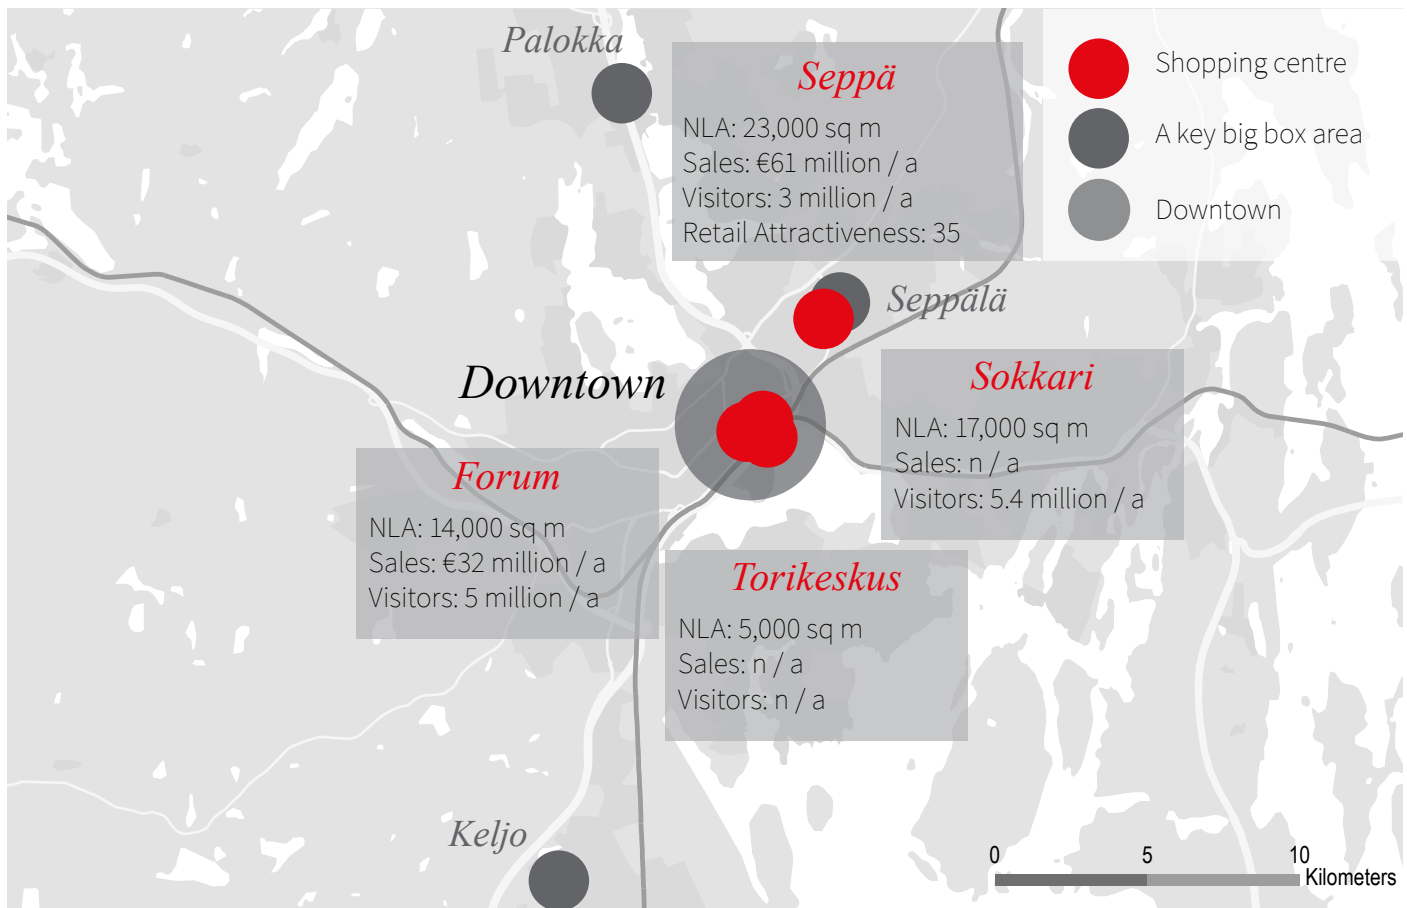 Palokka
Seppä
NLA: 23,000 sq m
Sales: €61 million / a
Visitors: 3 million / a
Retail Attractiveness: 35
Shopping centre
A key big box area
Downtown
Seppälä
Downtown
Sokkari
NLA: 17,000 sq m
Sales: n / a
Visitors: 5.4 million / a
Forum
NLA: 14,000 sq m
Sales: €32 million / a
Visitors: 5 million / a
Torikeskus
NLA: 5,000 sq m
Sales: n / a
Visitors: n / a
Keljo
0 5 10
Kilometers